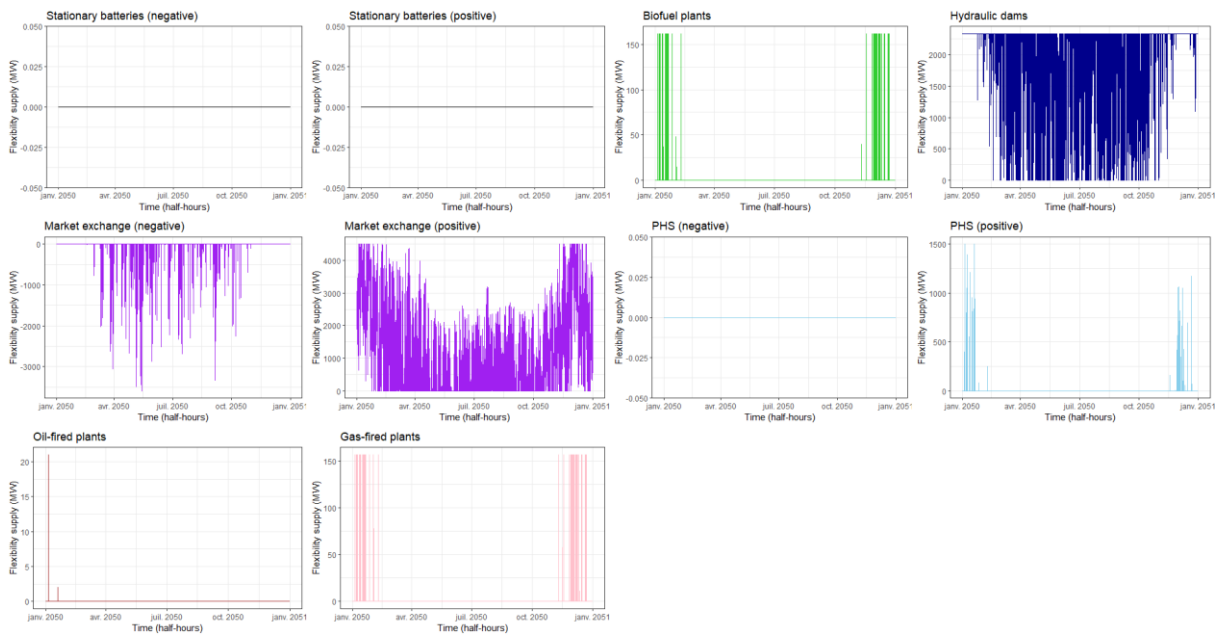 Stationary batteries (negative)
Flexibility supply (MW)
0.050
0.025
0.000
-0.025
-0.050
janv. 2050 avr. 2050 juil. 2050 oct. 2050 janv. 205
Time (half-hours)
Stationary batteries (positive)
Flexibility supply (MW)
0.050
0.025
0.000
-0.025
-0.050
janv. 2050 avr. 2050 juil. 2050 oct. 2050 janv. 205
Time (half-hours)
Biofuel plants
Flexibility supply (MW)
150
100
50
0
janv. 2050 avr. 2050 juil. 2050 oct. 2050 janv. 2051
Time (half-hours)
Hydraulic dams
Flexibility supply (MW)
2000
1500
1000
500
0
janv. 2050 avr. 2050 juil. 2050 oct. 2050 janv. 2051
Time (half-hours)
Market exchange (negative)
Flexibility supply (MW)
0
-1000
-2000
-3000
janv. 2050 avr. 2050 juil. 2050 oct. 2050 janv. 205
Time (half-hours)
Market exchange (positive)
Flexibility supply (MW)
4000
3000
2000
1000
0
janv. 2050 avr. 2050 juil. 2050 oct. 2050 janv. 2051
Time (half-hours)
PHS (negative)
Flexibility supply (MW)
0.050
0.025
0.000
-0.025
-0.050
janv. 2050 avr. 2050 juil. 2050 oct. 2050 janv. 205
Time (half-hours)
PHS (positive)
Flexibility supply (MW)
1500
1000
500
0
janv. 2050 avr. 2050 juil. 2050 oct. 2050 janv. 2051
Time (half-hours)
Oil-fired plants
Flexibility supply (MW)
20
15
10
5
0
janv. 2050 avr. 2050 juil. 2050 oct. 2050 janv. 2051
Time (half-hours)
Gas-fired plants
Flexibility supply (MW)
150
100
50
0
janv. 2050 avr. 2050 juil. 2050 oct. 2050 janv. 2051
Time (half-hours)